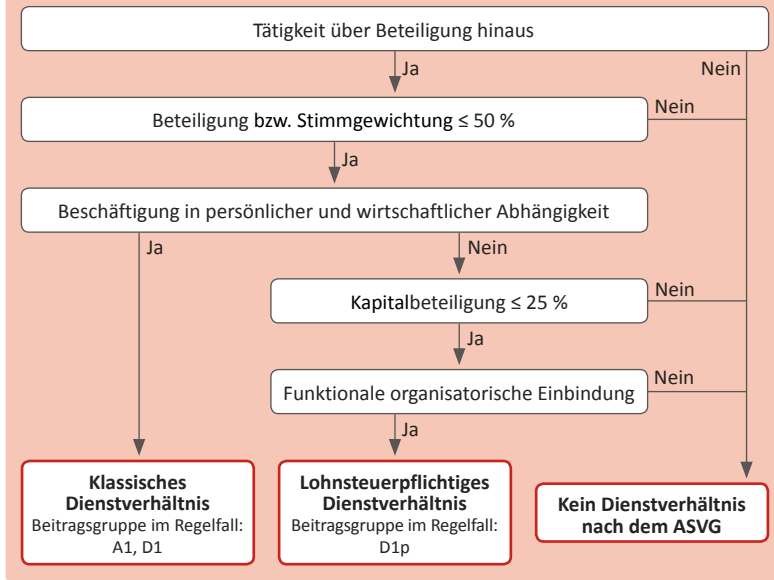 Tätigkeit über Beteiligung hinaus
Ja
Nein
Beteiligung bzw. Stimmgewichtung ≤ 50 %
Nein
Ja
Beschäftigung in persönlicher und wirtschaftlicher Abhängigkeit
Ja
Nein
Nein
Kapitalbeteiligung ≤ 25 %
Ja
Nein
Funktionale organisatorische Einbindung
Ja
Klassisches
Dienstverhältnis
Beitragsgruppe im Regelfall:
A1, D1
Lohnsteuerpflichtiges
Dienstverhältnis
Beitragsgruppe im Regelfall:
D1p
Kein Dienstverhältnis
nach dem ASVG